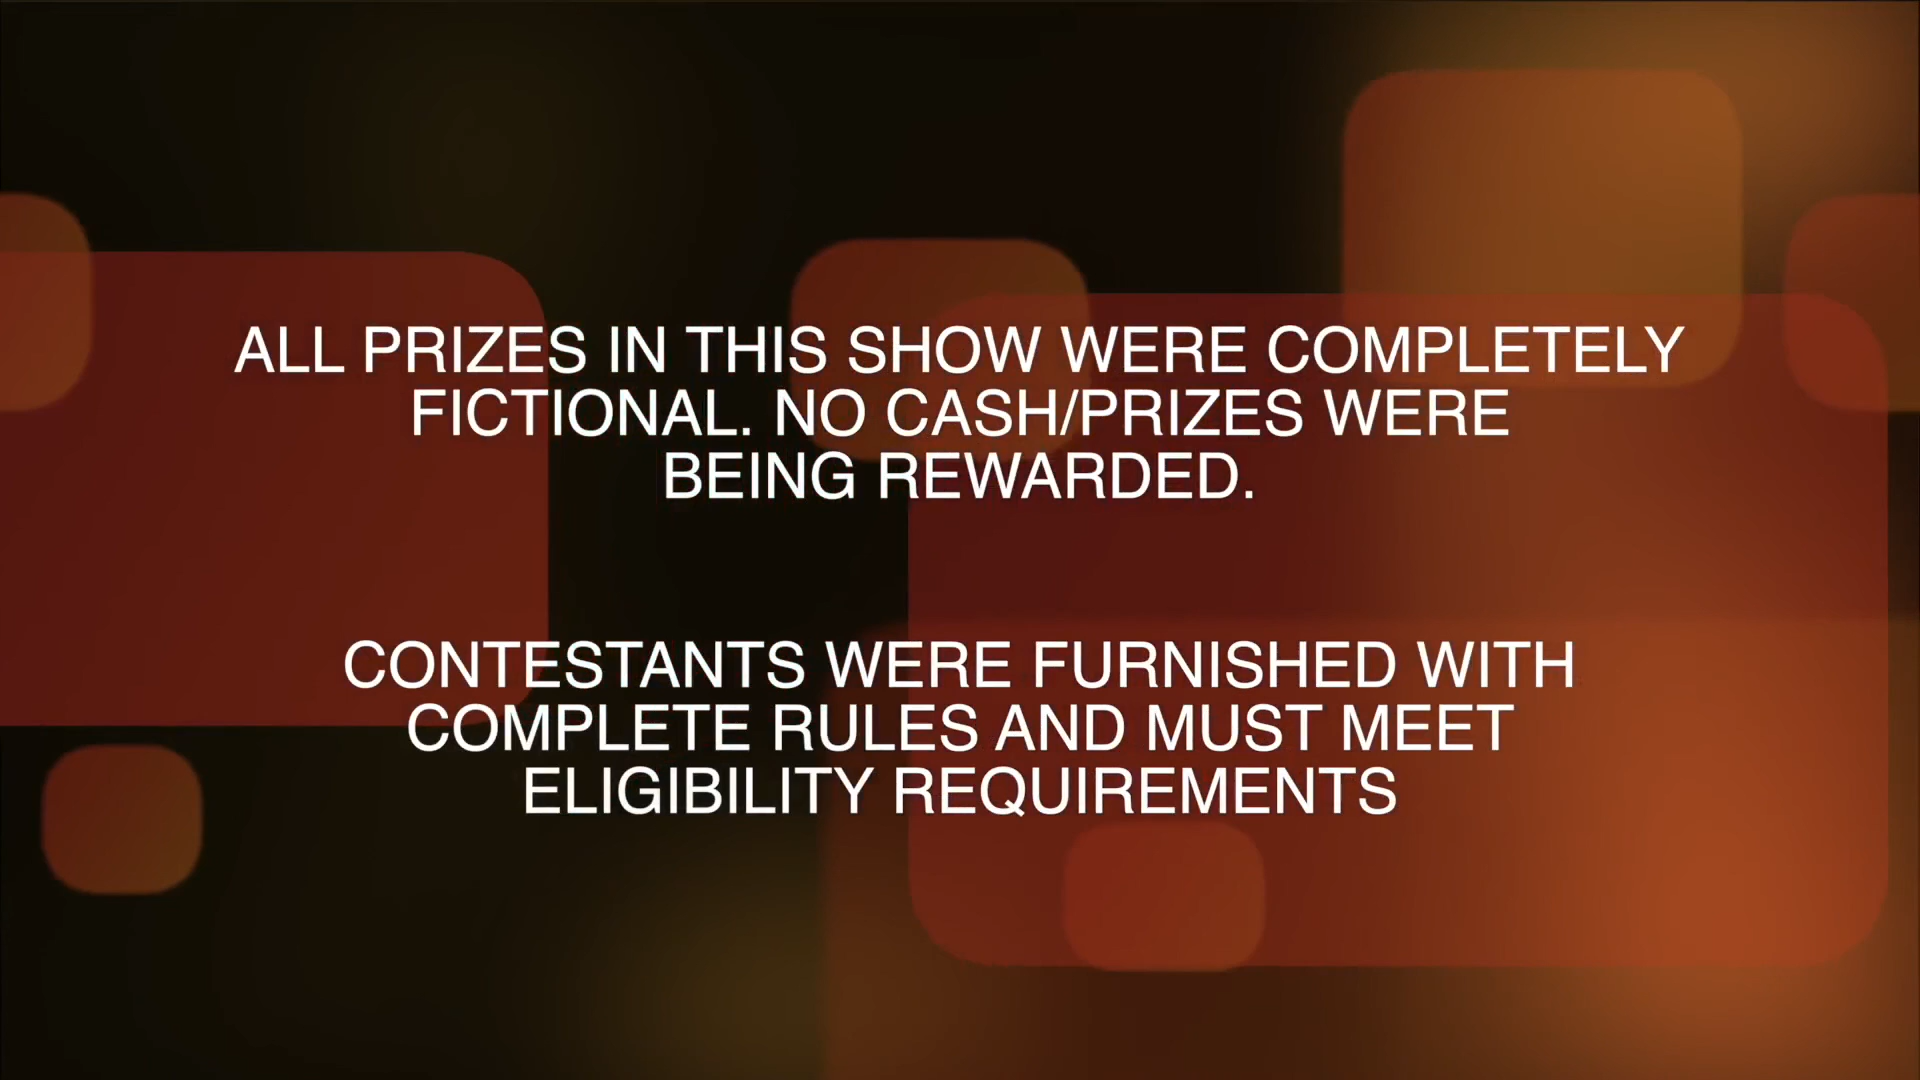 ALL PRIZES IN THIS SHOW WERE COMPLETELY
FICTIONAL. NO CASH/PRIZES WERE
BEING REWARDED.
CONTESTANTS WERE FURNISHED WITH
COMPLETE RULES AND MUST MEET
ELIGIBILITY REQUIREMENTS